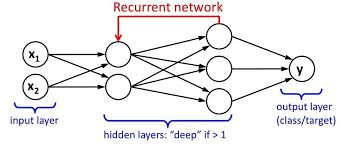 Recurrent network
x1
x2
y
input layer
hidden layers: "deep" if > 1
output layer
(class/target)